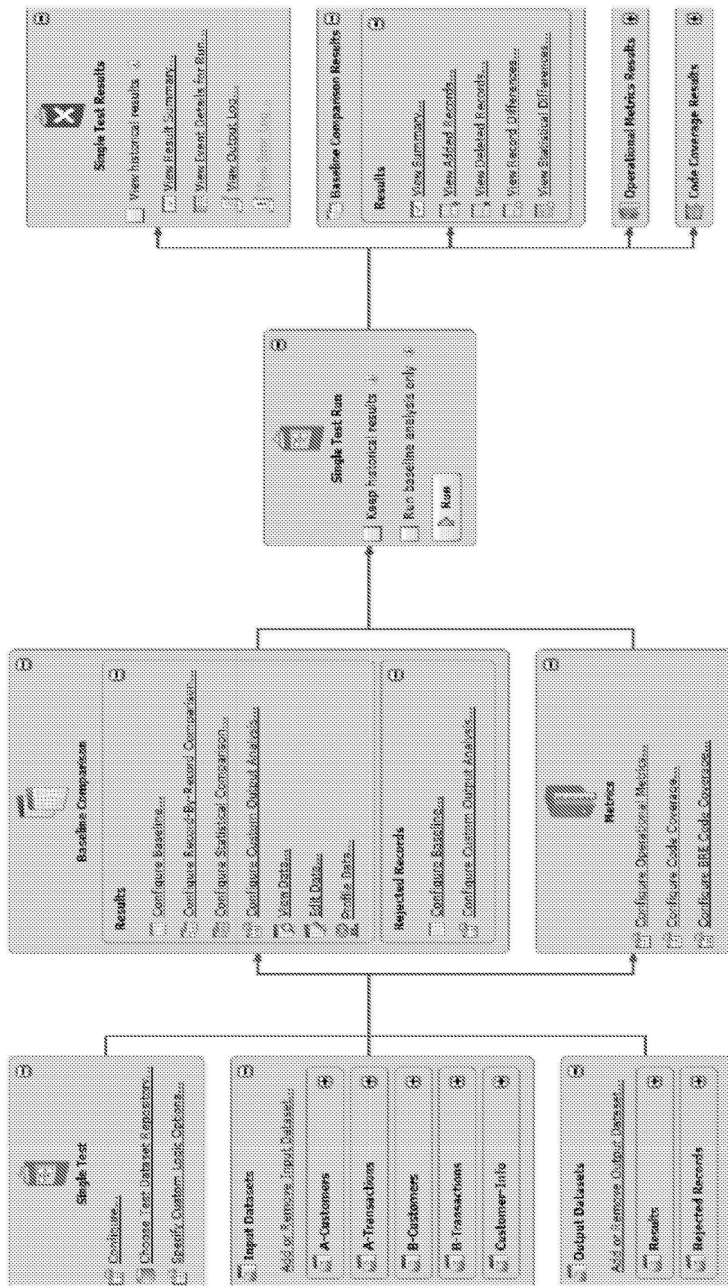 Single Test
Configure...
Choose Test Dataset Repository...
Specify Custom Logic Options...
Input Datasets
Add or Remove Input Dataset...
A-Customers
A-Transactions
B-Customers
B-Transactions
Customer-Info
Output Datasets
Add or Remove Output Dataset...
Results
Rejected Records
Baseline Comparison
Results
Configure Baseline...
Configure Record-By-Record Comparison...
Configure Statistical Comparison...
Configure Custom Output Analysis...
View Data...
Edit Data...
Profile Data...
Rejected Records
Configure Baseline...
Configure Custom Output Analysis...
Metrics
Configure Operational Metrics...
Configure Code Coverage...
Configure BRE Code Coverage...
Single Test Run
Keep historical results
Run baseline analysis only
Run
Single Test Results
View historical results
View Result Summary...
View Event Details for Run...
View Output Log...
Baseline Comparison Results
Results
View Summary...
View Added Records...
View Deleted Records...
View Record Differences...
View Statistical Differences...
Operational Metrics Results
Code Coverage Results